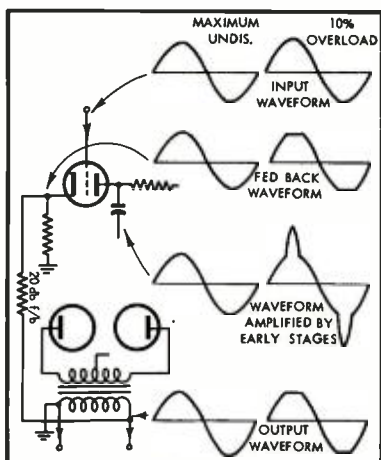 MAXIMUM UNDIS.
10% OVERLOAD
INPUT WAVEFORM
FED BACK WAVEFORM
20 db f/b
WAVEFORM AMPLIFIED BY EARLY STAGES
OUTPUT WAVEFORM